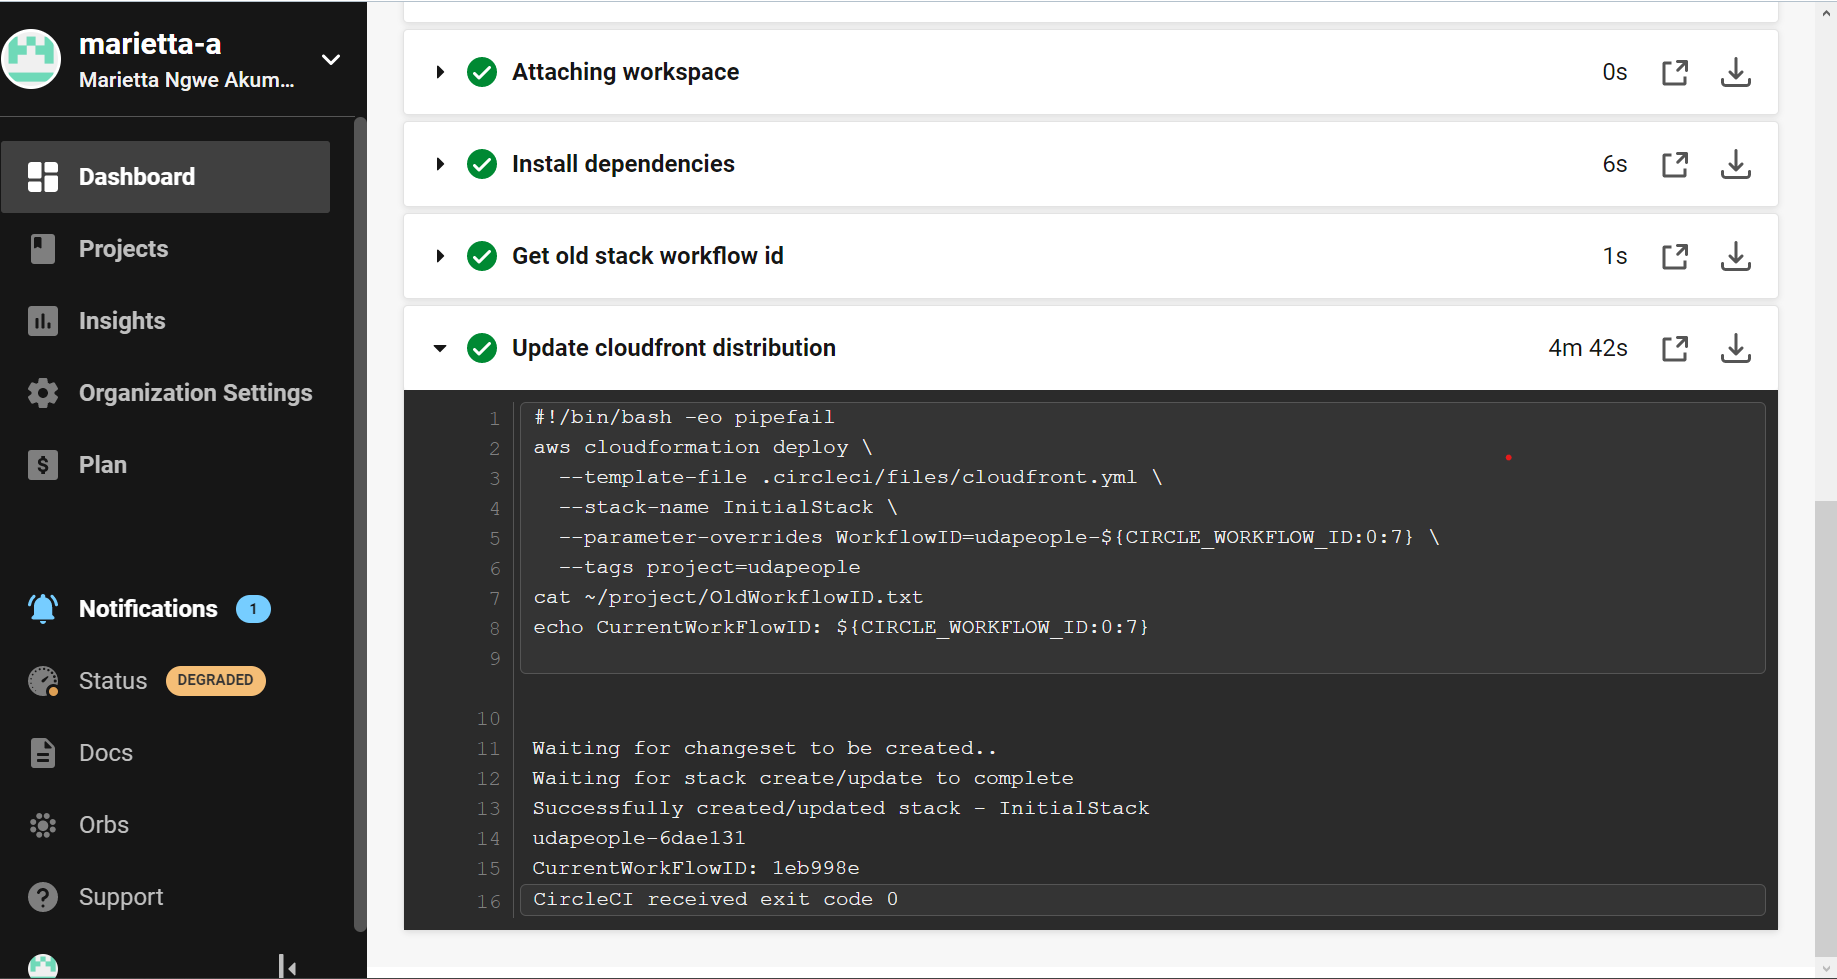 marietta-a
Marietta Ngwe Akum...
Dashboard
Projects
Insights
Organization Settings
Plan
Notifications 1
Status DEGRADED
Docs
Orbs
Support
Attaching workspace 0s
Install dependencies 6s
Get old stack workflow id 1s
Update cloudfront distribution 4m 42s
1 #!/bin/bash -eo pipefail
2 aws cloudformation deploy \
3 --template-file .circleci/files/cloudfront.yml \
4 --stack-name InitialStack \
5 --parameter-overrides WorkflowID=udapeople-${CIRCLE_WORKFLOW_ID:0:7} \
6 --tags project=udapeople
7 cat ~/project/OldWorkflowID.txt
8 echo CurrentWorkFlowID: ${CIRCLE_WORKFLOW_ID:0:7}
9
10
11 Waiting for changeset to be created..
12 Waiting for stack create/update to complete
13 Successfully created/updated stack - InitialStack
14 udapeople-6dae131
15 CurrentWorkFlowID: 1eb998e
16 CircleCI received exit code 0